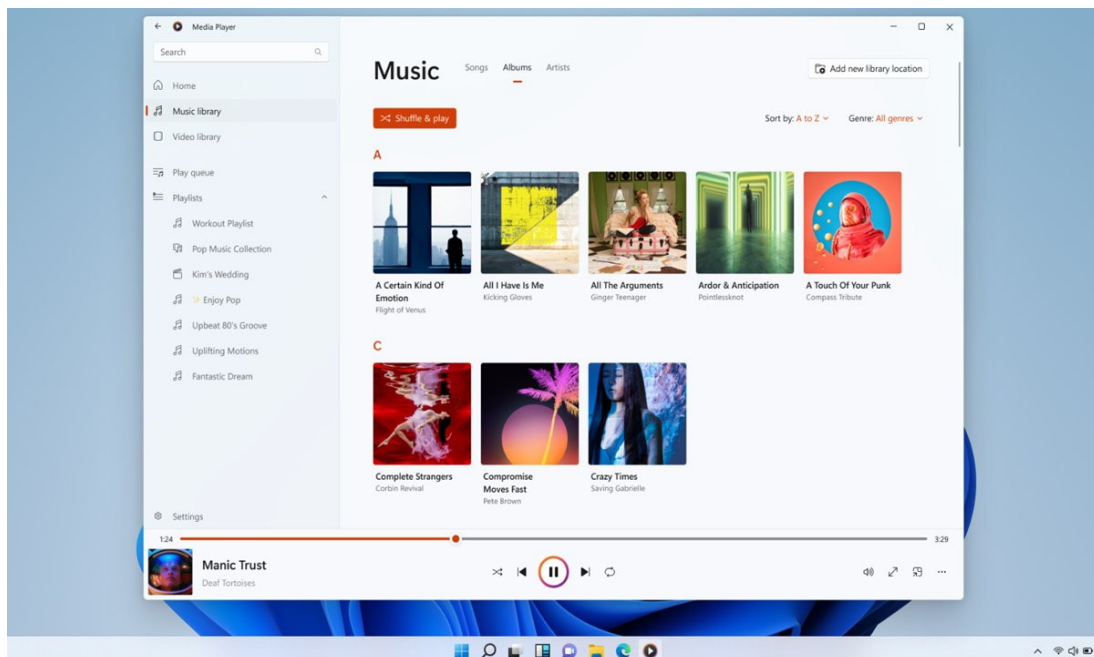 Media Player
Search
Home
Music library
Video library
Play queue
Playlists
Workout Playlist
Pop Music Collection
Kim's Wedding
✨ Enjoy Pop
Upbeat 80's Groove
Uplifting Motions
Fantastic Dream
Settings
Music Songs Albums Artists
Add new library location
Shuffle & play
Sort by: A to Z Genre: All genres
A
A Certain Kind Of
Emotion
Flight of Venus
All I Have Is Me
Kicking Gloves
All The Arguments
Ginger Teenager
Ardor & Anticipation
Pointlessknot
A Touch Of Your Punk
Compass Tribute
C
Complete Strangers
Corbin Revival
Compromise
Moves Fast
Pete Brown
Crazy Times
Saving Gabrielle
1:24 3:29
Manic Trust
Deaf Tortoises